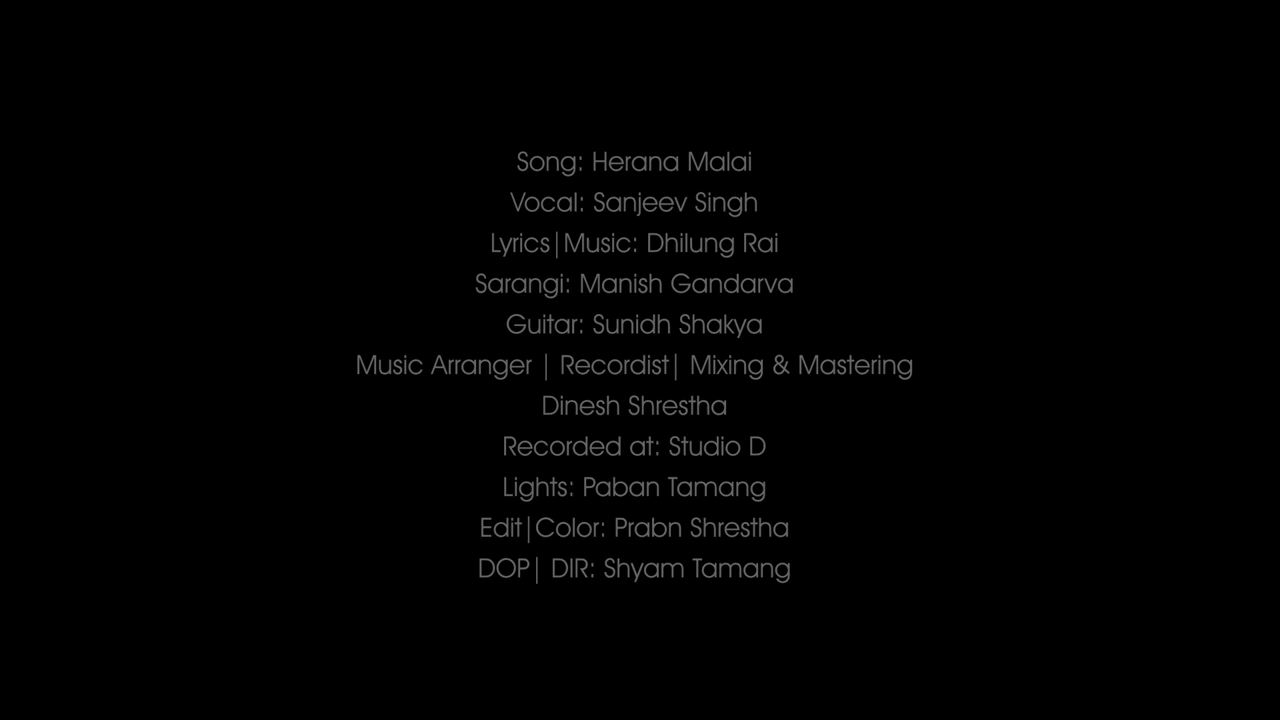 Song: Herana Malai
Vocal: Sanjeev Singh
Lyrics|Music: Dhilung Rai
Sarangi: Manish Gandarva
Guitar: Sunidh Shakya
Music Arranger | Recordist| Mixing & Mastering
Dinesh Shrestha
Recorded at: Studio D
Lights: Paban Tamang
Edit|Color: Prabn Shrestha
DOP| DIR: Shyam Tamang